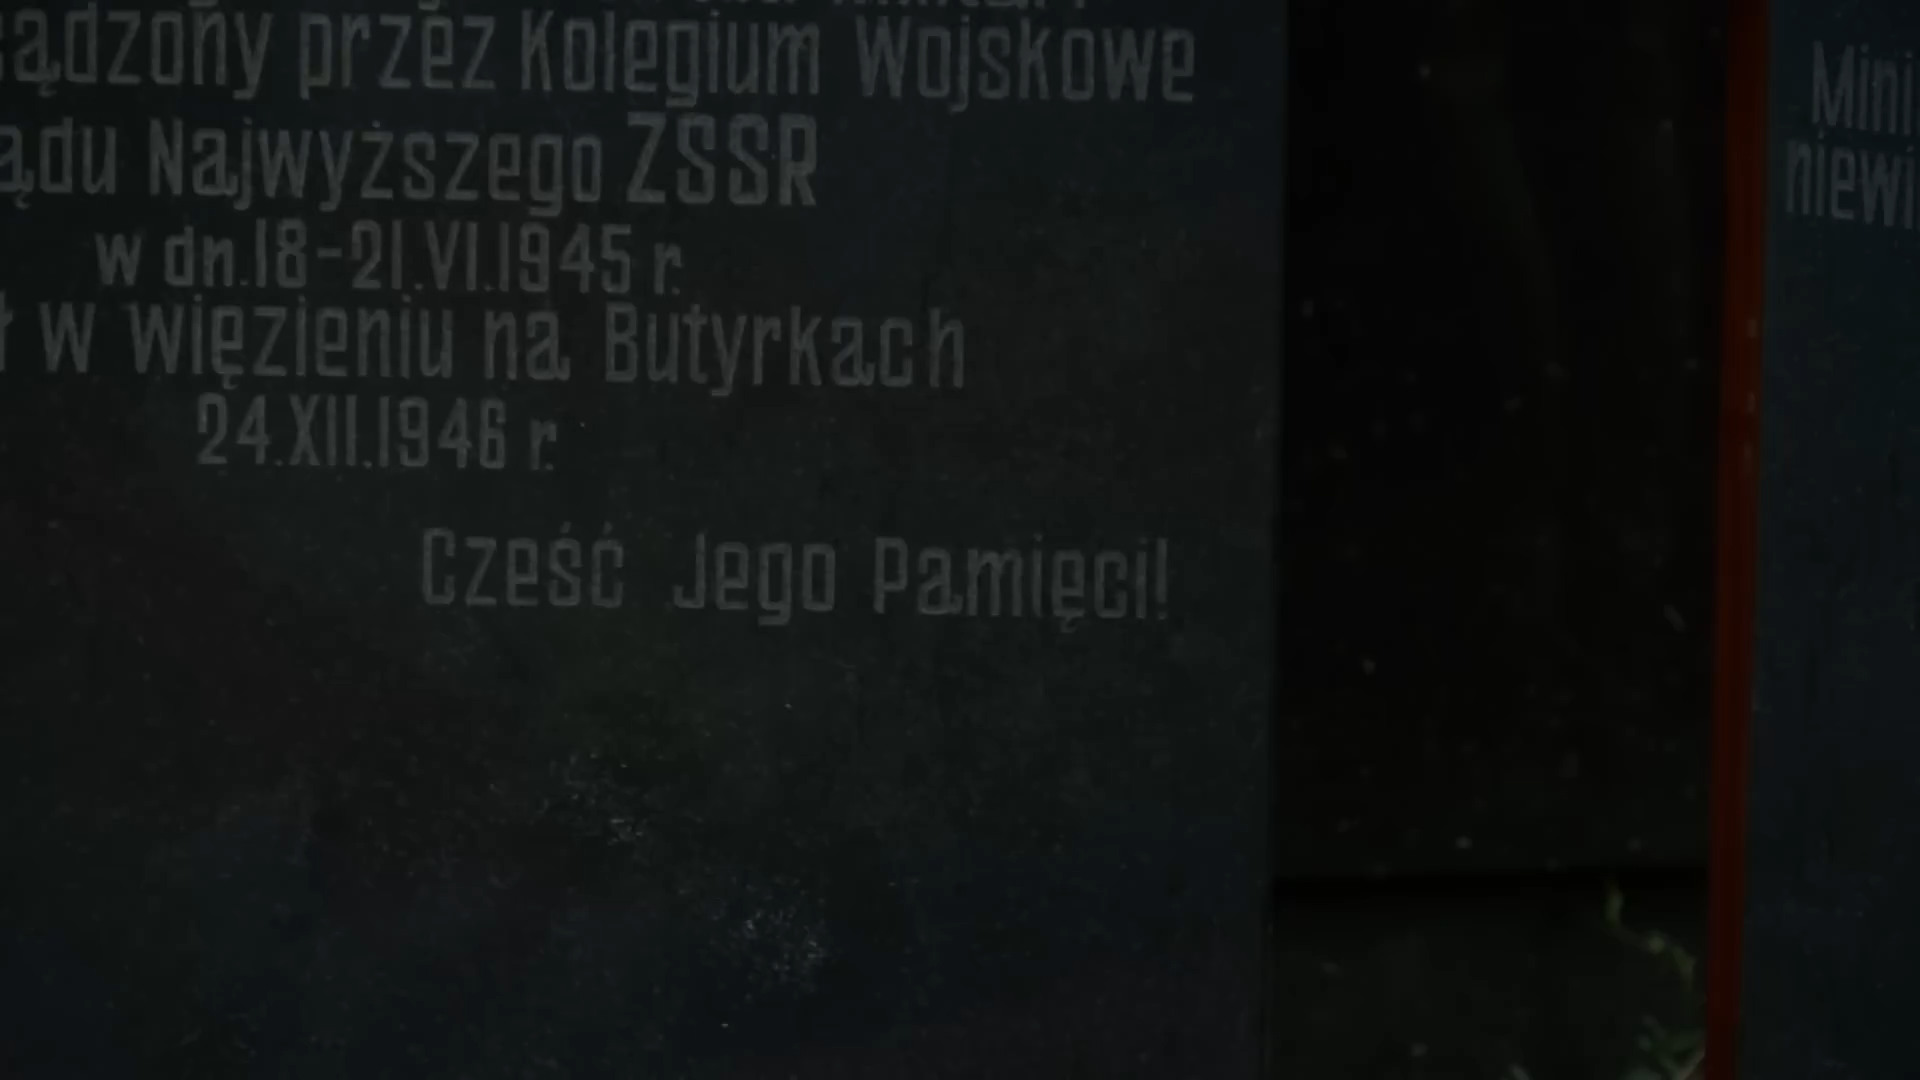 sądzony przez Kolegium Wojskowe
ądu Najwyższego ZSSR
w dn.18-21.VI.1945 r.
ł w więzieniu na Butyrkach
24.XII.1946 r.
Cześć Jego Pamięci!
Mini
niewi